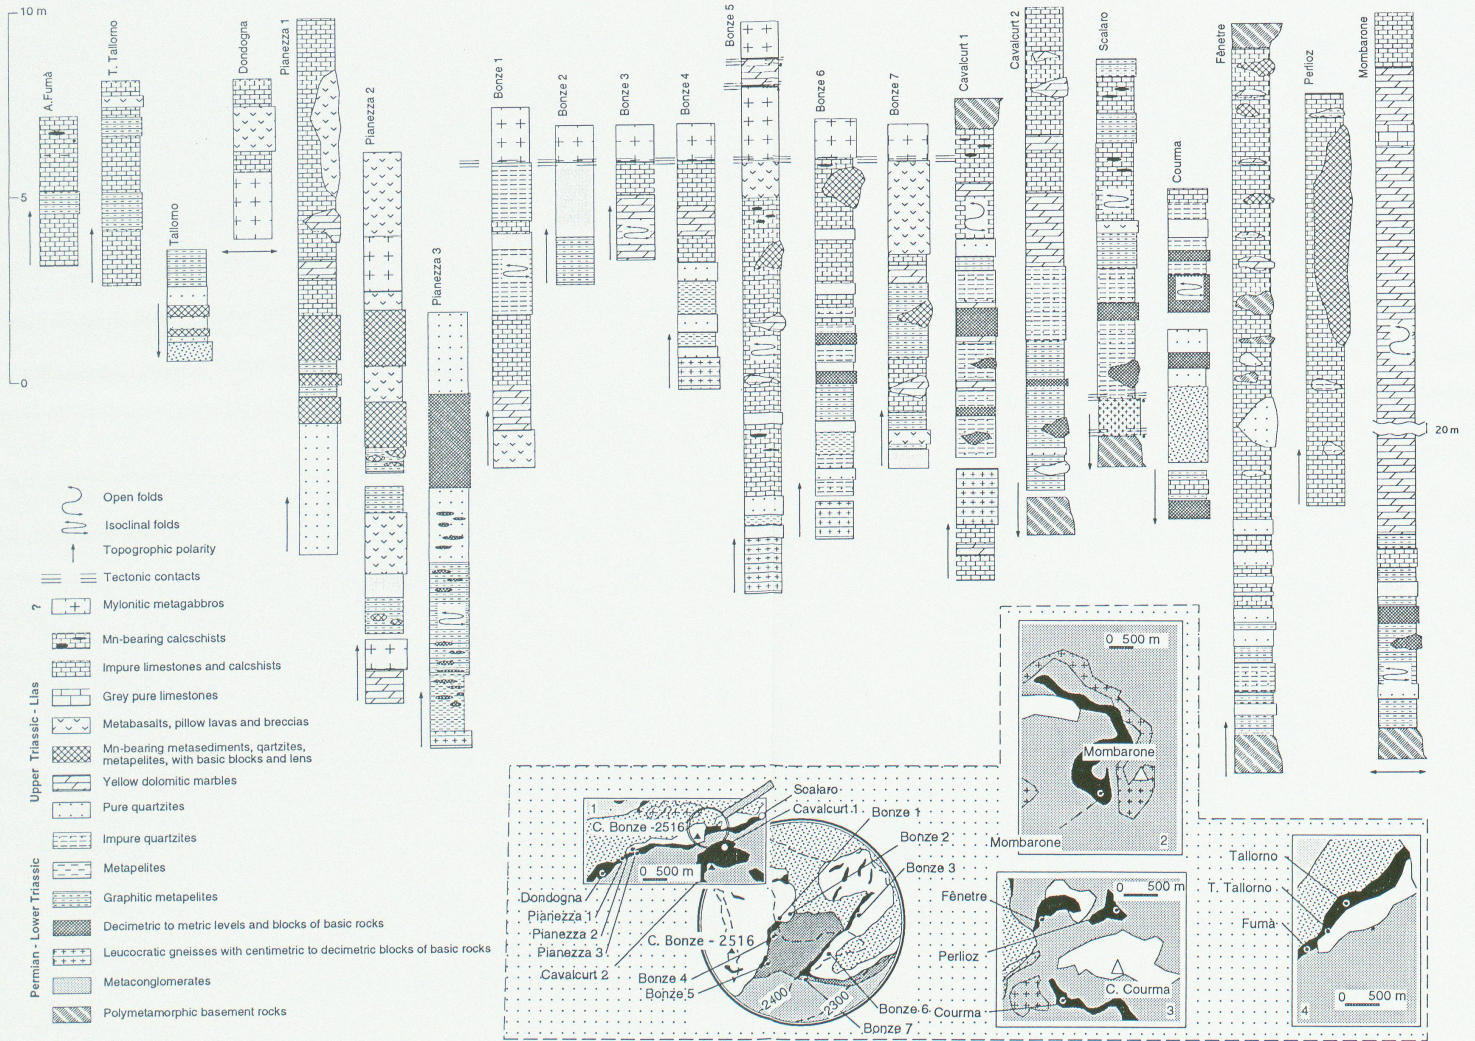 10 m
5
0
A.Fumà
T. Tallorno
Tallorno
Dondogna
Pianezza 1
Pianezza 2
Pianezza 3
Bonze 1
Bonze 2
Bonze 3
Bonze 4
Bonze 5
Bonze 6
Bonze 7
Cavalcurt 1
Cavalcurt 2
Scalaro
Courma
Fênetre
Perlioz
Mombarone
20 m
Open folds
Isoclinal folds
Topographic polarity
Tectonic contacts
?
Mylonitic metagabbros
Upper Triassic - Lias
Mn-bearing calcschists
Impure limestones and calcshists
Grey pure limestones
Metabasalts, pillow lavas and breccias
Mn-bearing metasediments, qartzites,
metapelites, with basic blocks and lens
Yellow dolomitic marbles
Permian - Lower Triassic
Pure quartzites
Impure quartzites
Metapelites
Graphitic metapelites
Decimetric to metric levels and blocks of basic rocks
Leucocratic gneisses with centimetric to decimetric blocks of basic rocks
Metaconglomerates
Polymetamorphic basement rocks
1
C. Bonze -2516
0 500 m
Scalaro
Cavalcurt 1
Bonze 1
Bonze 2
Bonze 3
Dondogna
Pianezza 1
Pianezza 2
Pianezza 3
Cavalcurt 2
C. Bonze - 2516
Bonze 4
Bonze 5
2400
2300
Bonze 6
Bonze 7
0 500 m
Mombarone
Mombarone
2
0 500 m
Fênetre
Perlioz
C. Courma
Courma
3
Tallorno
T. Tallorno
Fumà
0 500 m
4